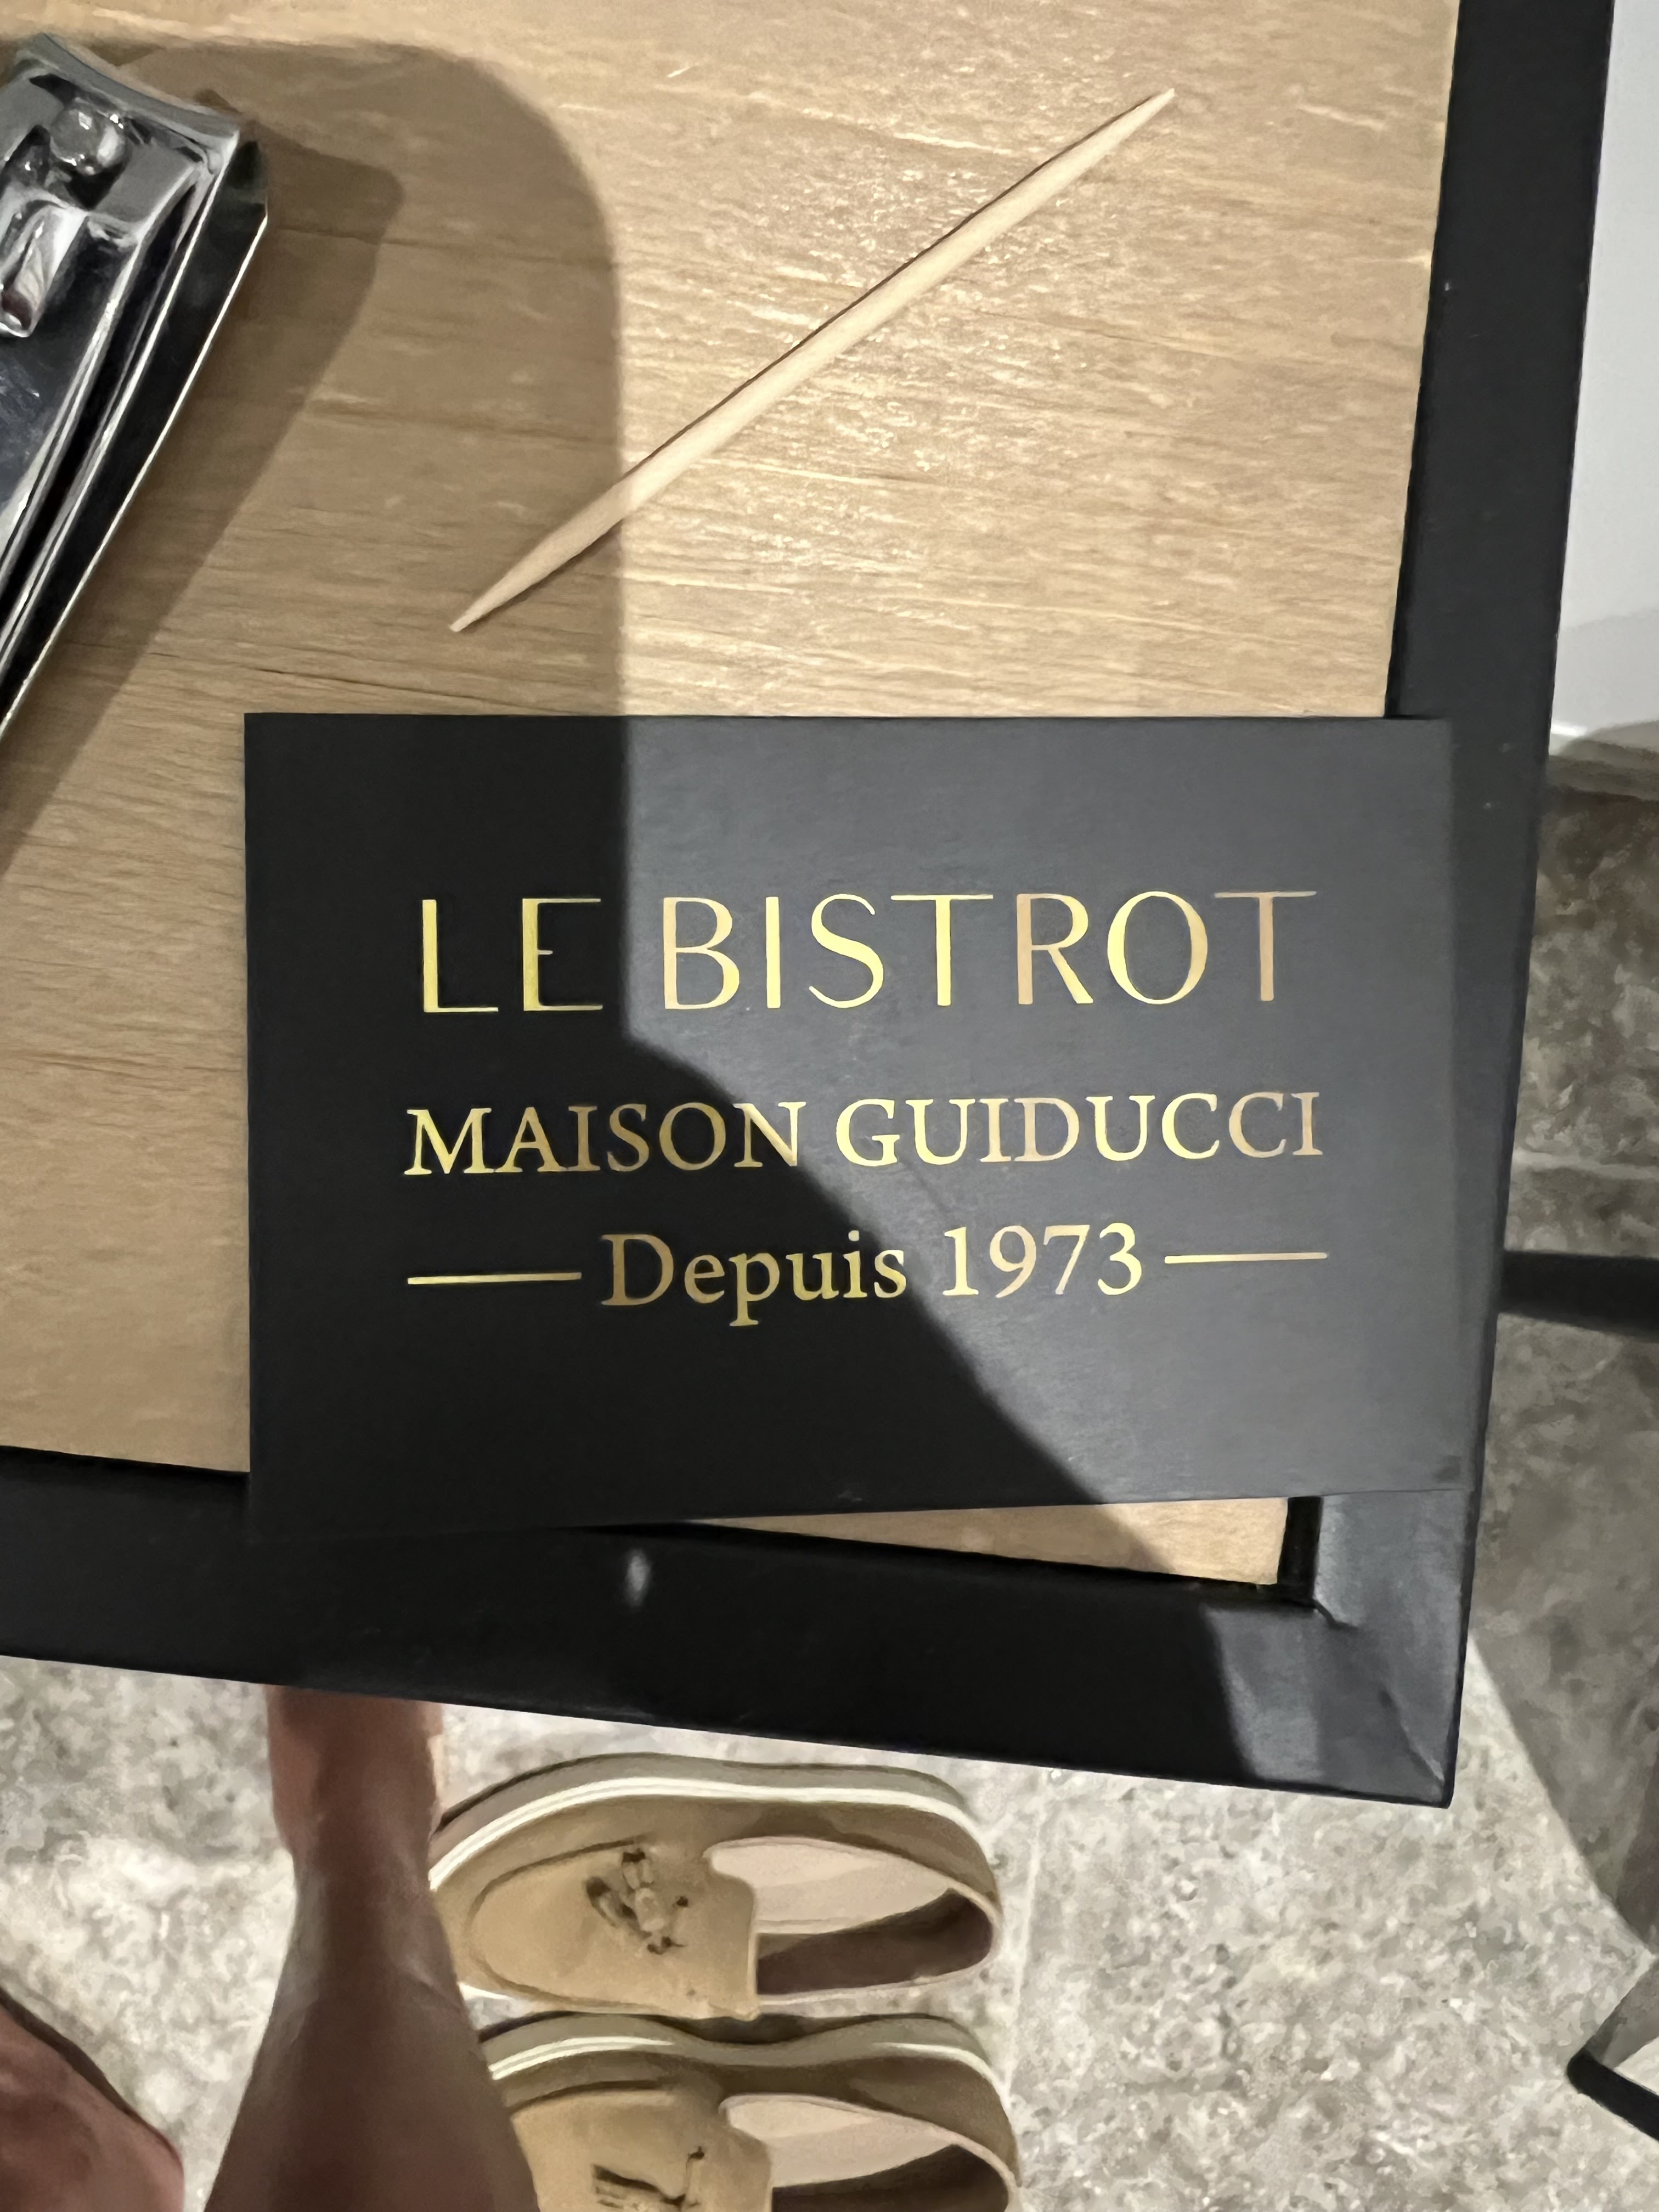 LE BISTROT
MAISON GUIDUCCI
Depuis 1973